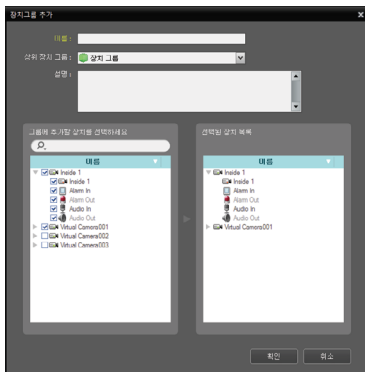 장치그룹 추가
이름 :
상위 장치 그룹 : 장치 그룹
설명 :
그룹에 추가할 장치를 선택하세요
이름
Inside 1
Inside 1
Alarm In
Alarm Out
Audio In
Audio Out
Virtual Camera001
Virtual Camera002
Virtual Camera003
선택된 장치 목록
이름
Inside 1
Inside 1
Alarm In
Alarm Out
Audio In
Audio Out
Virtual Camera001
확인
취소